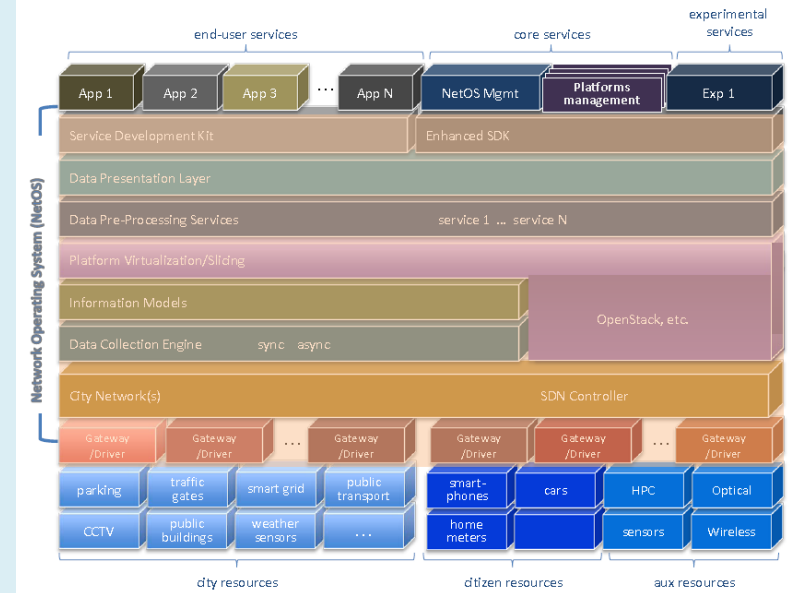 experimental
services
end-user services
core services
App 1
App 2
App 3
...
App N
NetOS Mgmt
Platforms
management
Exp 1
Service Development Kit
Enhanced SDK
Data Presentation Layer
Data Pre-Processing Services
service 1 ... service N
Platform Virtualization/Slicing
Information Models
OpenStack, etc.
Data Collection Engine
sync async
City Network(s)
SDN Controller
Network Operating System (NetOS)
Gateway
/Driver
Gateway
/Driver
...
Gateway
/Driver
Gateway
/Driver
Gateway
/Driver
...
Gateway
/Driver
parking
traffic
gates
smart grid
public
transport
smart-
phones
cars
HPC
Optical
CCTV
public
buildings
weather
sensors
...
home
meters
sensors
Wireless
city resources
citizen resources
aux resources